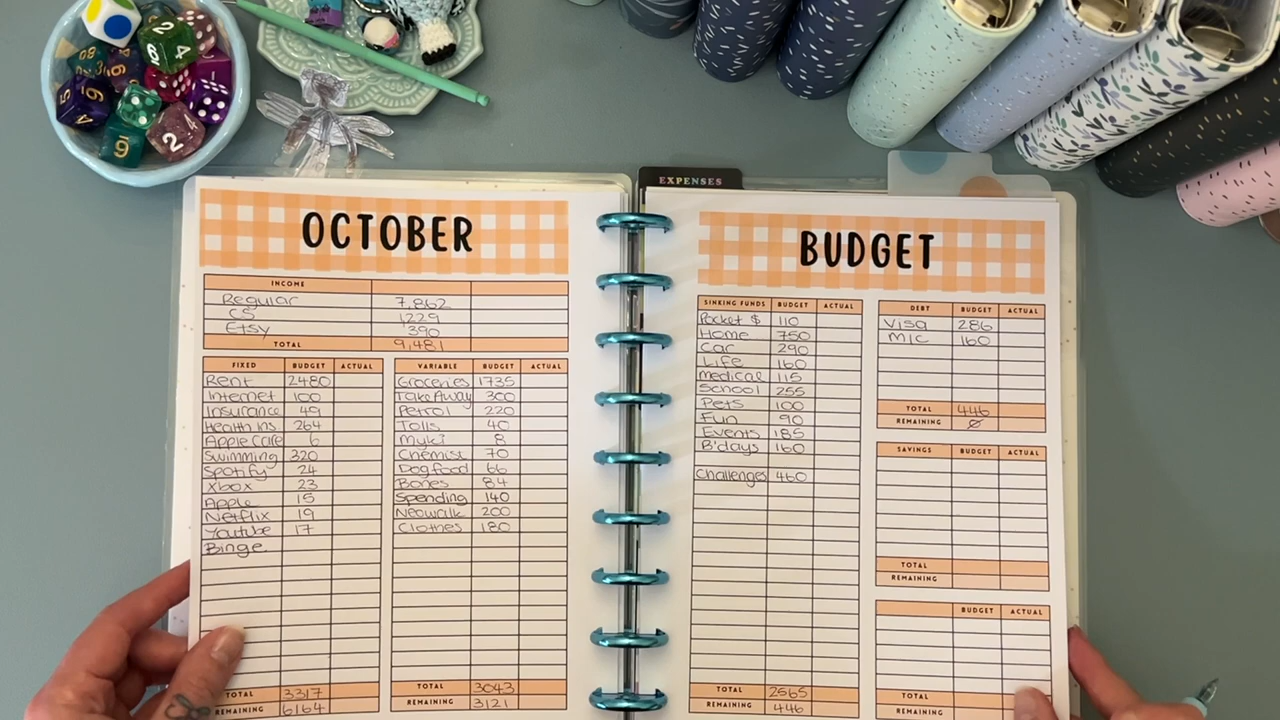 EXPENSES
OCTOBER
INCOME
Regular 7,862
CS 1,229
Etsy 390
TOTAL 9,481
FIXED BUDGET ACTUAL
Rent 2480
Internet 100
Insurance 49
Health Ins 264
Apple Care 6
Swimming 320
Spotify 24
Xbox 23
Apple 15
Netflix 19
Youtube 17
Binge
TOTAL 3317
REMAINING 6164
VARIABLE BUDGET ACTUAL
Groceries 1735
TakeAway 300
Petrol 220
Tolls 40
Myki 8
Chemist 70
Dog food 66
Bones 84
Spending 140
Neowalk 200
Clothes 180
TOTAL 3043
REMAINING 3121
BUDGET
SINKING FUNDS BUDGET ACTUAL
Pocket $ 110
Home 750
Car 290
Life 160
Medical 115
School 255
Pets 100
Fun 90
Events 185
B'days 160
Challenges 460
TOTAL 2565
REMAINING 446
DEBT BUDGET ACTUAL
Visa 286
M/C 160
TOTAL 446
REMAINING Ø
SAVINGS BUDGET ACTUAL
TOTAL
REMAINING
BUDGET ACTUAL
TOTAL
REMAINING